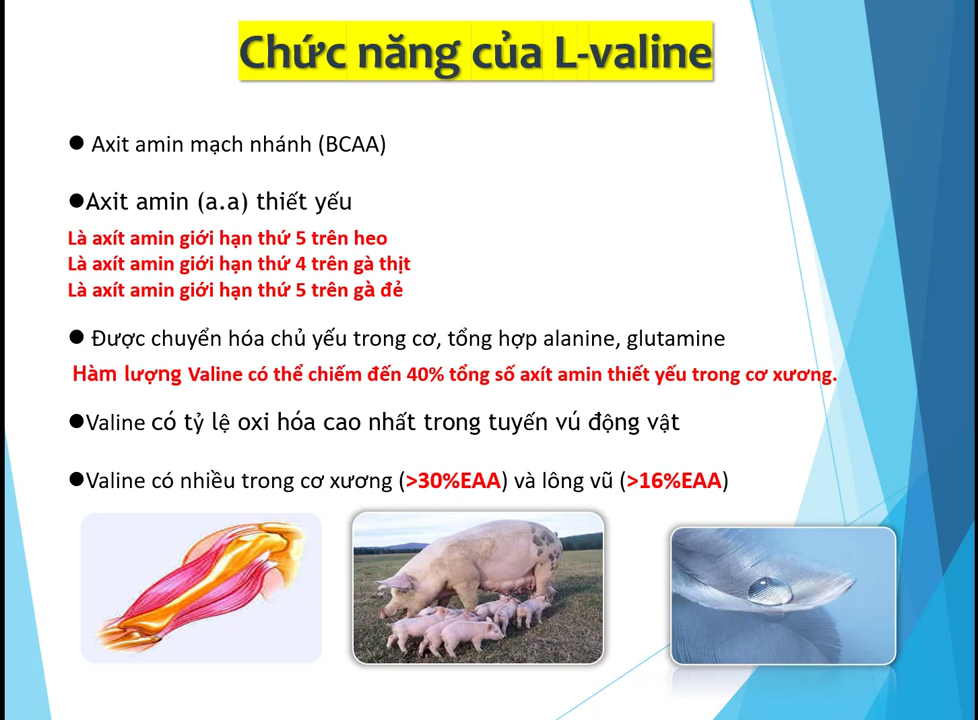 Chức năng của L-valine
● Axit amin mạch nhánh (BCAA)
●Axit amin (a.a) thiết yếu
Là axít amin giới hạn thứ 5 trên heo
Là axít amin giới hạn thứ 4 trên gà thịt
Là axít amin giới hạn thứ 5 trên gà đẻ
● Được chuyển hóa chủ yếu trong cơ, tổng hợp alanine, glutamine
Hàm lượng Valine có thể chiếm đến 40% tổng số axít amin thiết yếu trong cơ xương.
●Valine có tỷ lệ oxi hóa cao nhất trong tuyến vú động vật
●Valine có nhiều trong cơ xương (>30%EAA) và lông vũ (>16%EAA)